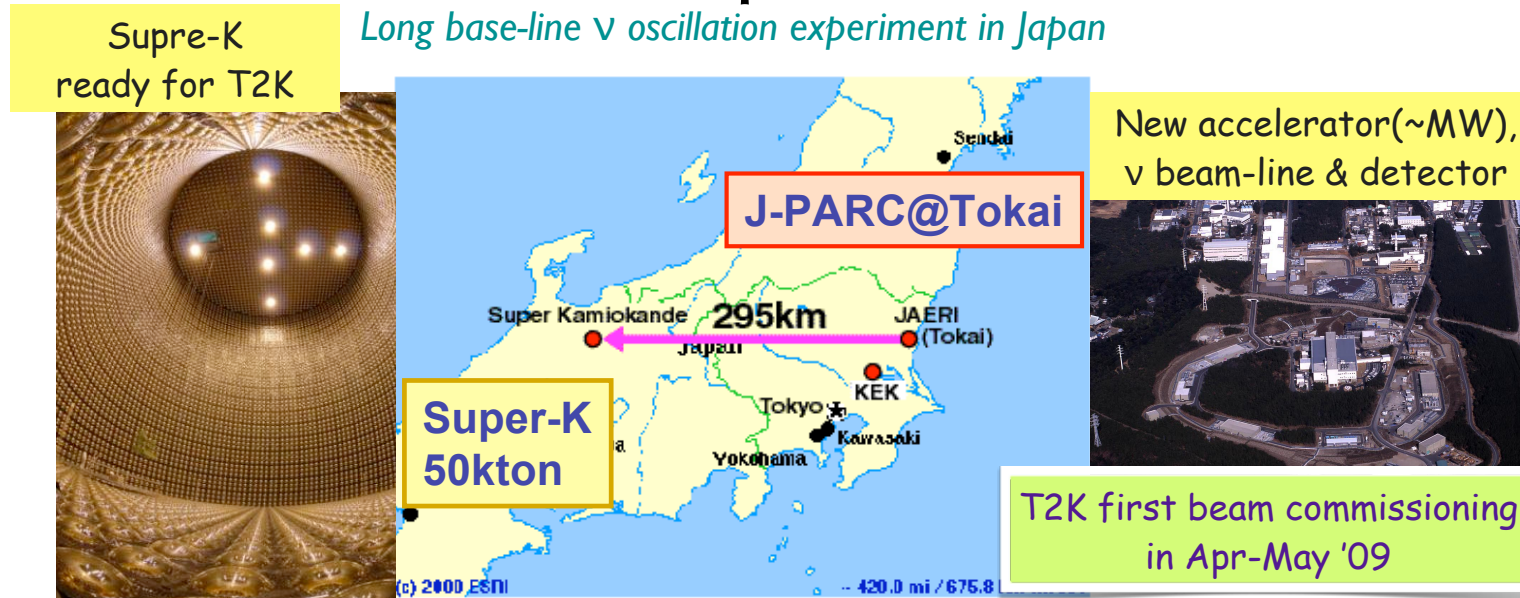 Long base-line ν oscillation experiment in Japan
Supre-K
ready for T2K
New accelerator(~MW),
ν beam-line & detector
Sendai
J-PARC@Tokai
Super Kamiokande
295km
JAERI
(Tokai)
Japan
KEK
Super-K
50kton
Tokyo
Kawasaki
Yokohama
T2K first beam commissioning
in Apr-May '09
(c) 2000 ESRI
420.0 mi / 675.8